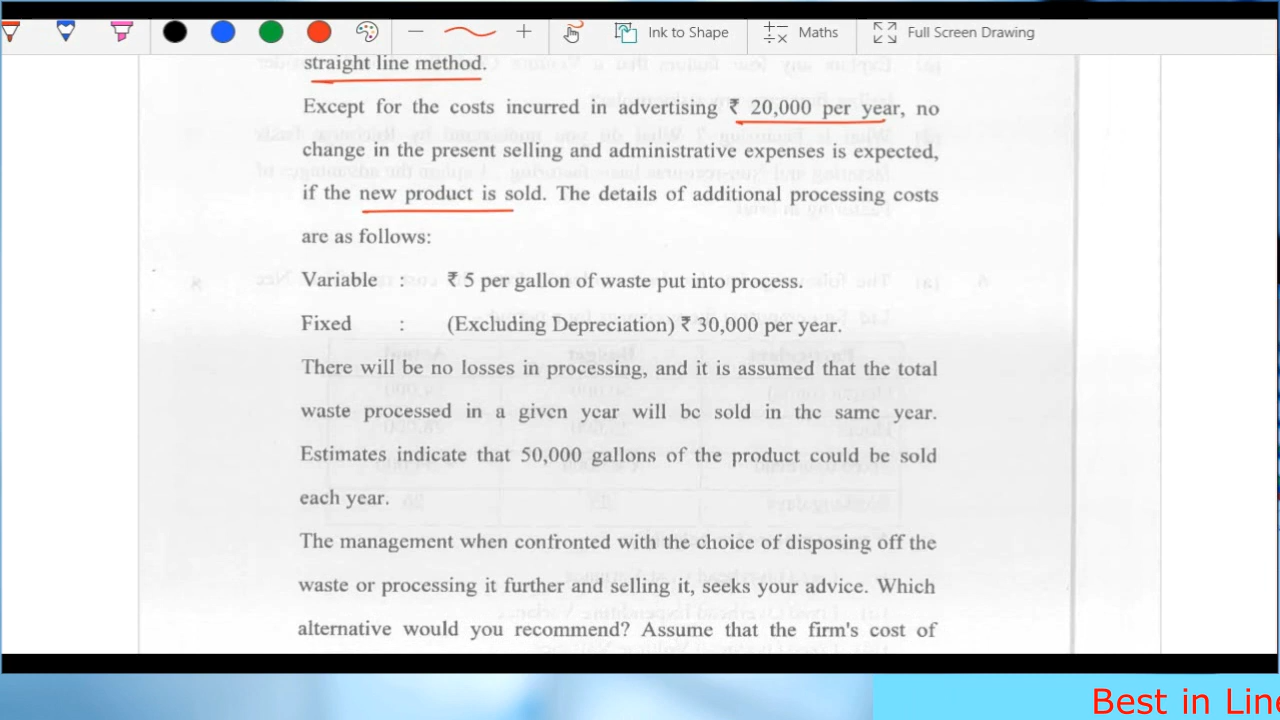 Ink to Shape
Maths
Full Screen Drawing
straight line method.
Except for the costs incurred in advertising ₹ 20,000 per year, no
change in the present selling and administrative expenses is expected,
if the new product is sold. The details of additional processing costs
are as follows:
Variable : ₹ 5 per gallon of waste put into process.
Fixed : (Excluding Depreciation) ₹ 30,000 per year.
There will be no losses in processing, and it is assumed that the total
waste processed in a given year will be sold in the same year.
Estimates indicate that 50,000 gallons of the product could be sold
each year.
The management when confronted with the choice of disposing off the
waste or processing it further and selling it, seeks your advice. Which
alternative would you recommend? Assume that the firm's cost of
Best in Line